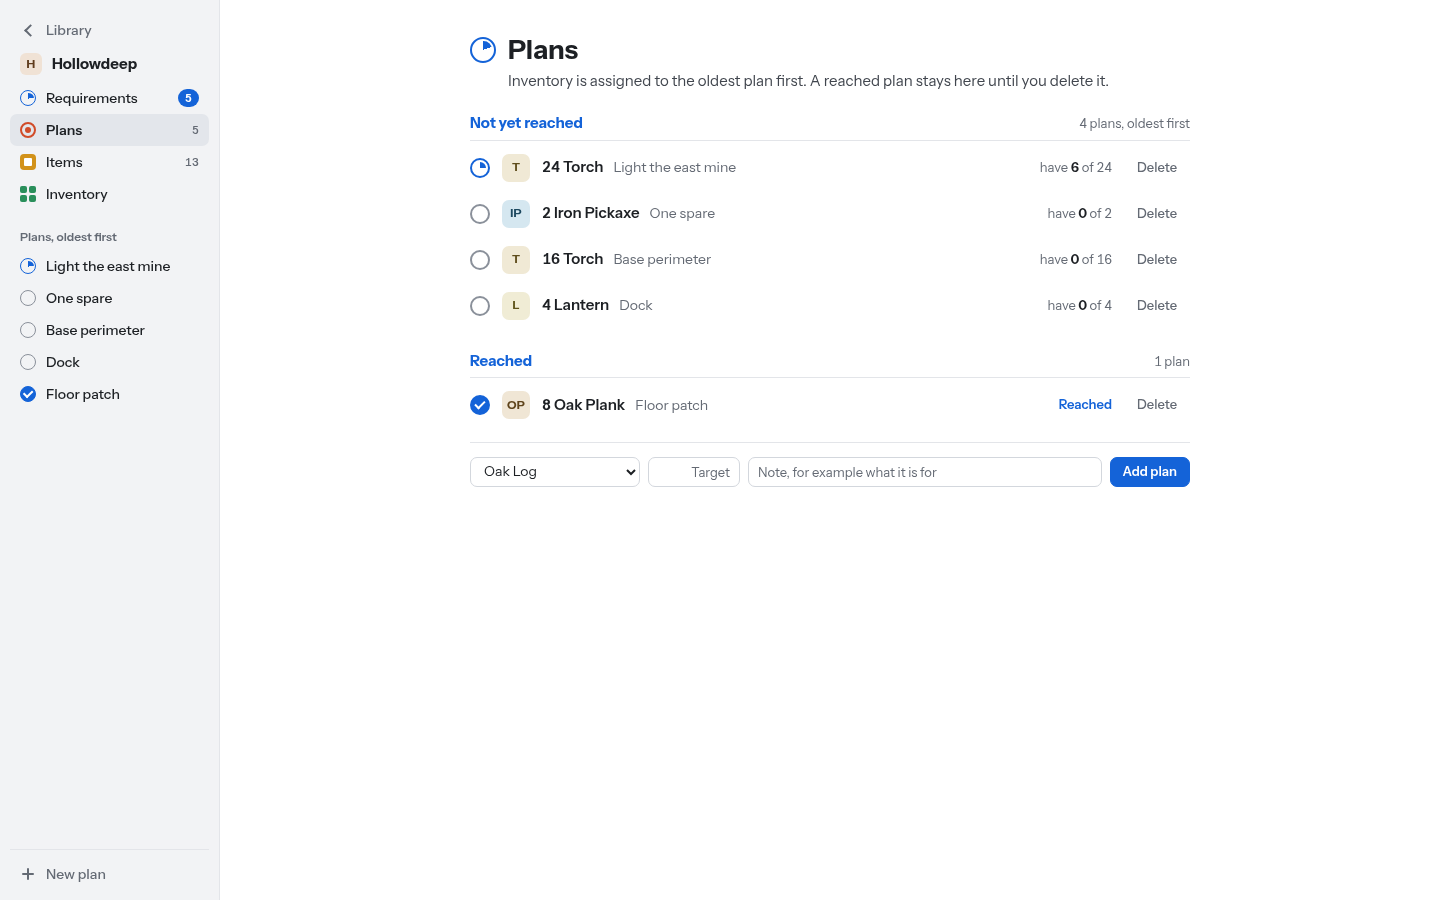 Library
H Hollowdeep
Requirements 5
Plans 5
Items 13
Inventory
Plans, oldest first
Light the east mine
One spare
Base perimeter
Dock
Floor patch
New plan
Plans
Inventory is assigned to the oldest plan first. A reached plan stays here until you delete it.
Not yet reached 4 plans, oldest first
T 24 Torch Light the east mine have 6 of 24 Delete
IP 2 Iron Pickaxe One spare have 0 of 2 Delete
T 16 Torch Base perimeter have 0 of 16 Delete
L 4 Lantern Dock have 0 of 4 Delete
Reached 1 plan
OP 8 Oak Plank Floor patch Reached Delete
Oak Log Target Note, for example what it is for Add plan